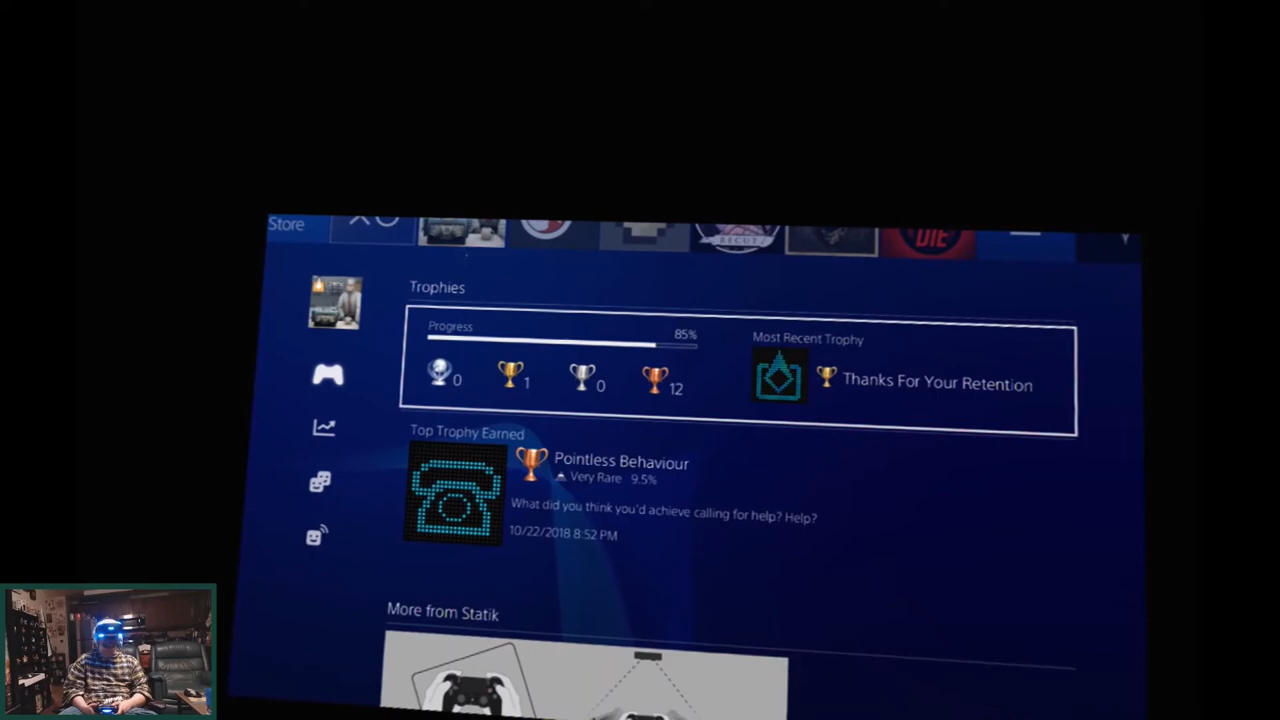 Store
RECUT
DIE
Trophies
Progress
85%
0
1
0
12
Most Recent Trophy
Thanks For Your Retention
Top Trophy Earned
Pointless Behaviour
Very Rare 9.5%
What did you think you'd achieve calling for help? Help?
10/22/2018 8:52 PM
More from Statik